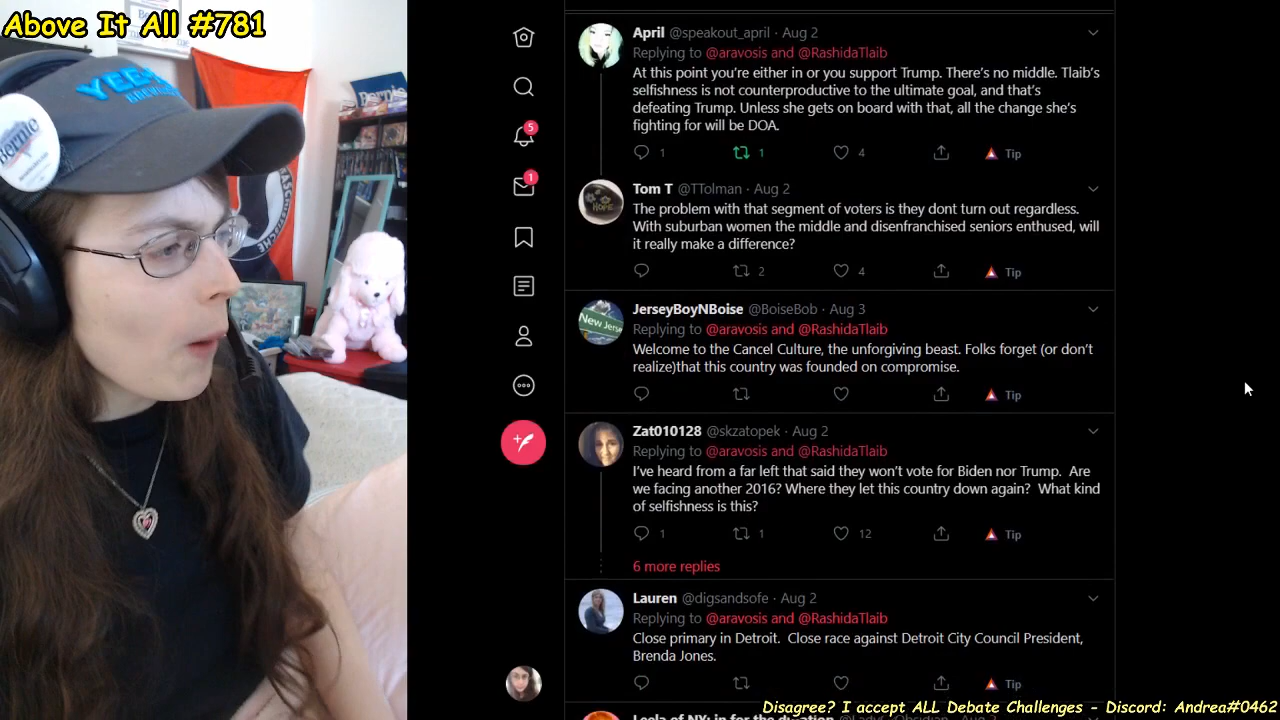 Above It All #781
YEE-
Bernie
Bernie
5
1
April @speakout_april · Aug 2
Replying to @aravosis and @RashidaTlaib
At this point you're either in or you support Trump. There's no middle. Tlaib's
selfishness is not counterproductive to the ultimate goal, and that's
defeating Trump. Unless she gets on board with that, all the change she's
fighting for will be DOA.
1 1 4 Tip
HOPE
Tom T @TTolman · Aug 2
The problem with that segment of voters is they dont turn out regardless.
With suburban women the middle and disenfranchised seniors enthused, will
it really make a difference?
2 4 Tip
New Jerse
JerseyBoyNBoise @BoiseBob · Aug 3
Replying to @aravosis and @RashidaTlaib
Welcome to the Cancel Culture, the unforgiving beast. Folks forget (or don't
realize)that this country was founded on compromise.
Tip
Zat010128 @skzatopek · Aug 2
Replying to @aravosis and @RashidaTlaib
I've heard from a far left that said they won't vote for Biden nor Trump. Are
we facing another 2016? Where they let this country down again? What kind
of selfishness is this?
1 1 12 Tip
6 more replies
Lauren @digsandsofe · Aug 2
Replying to @aravosis and @RashidaTlaib
Close primary in Detroit. Close race against Detroit City Council President,
Brenda Jones.
Tip
Disagree? I accept ALL Debate Challenges - Discord: Andrea#0462